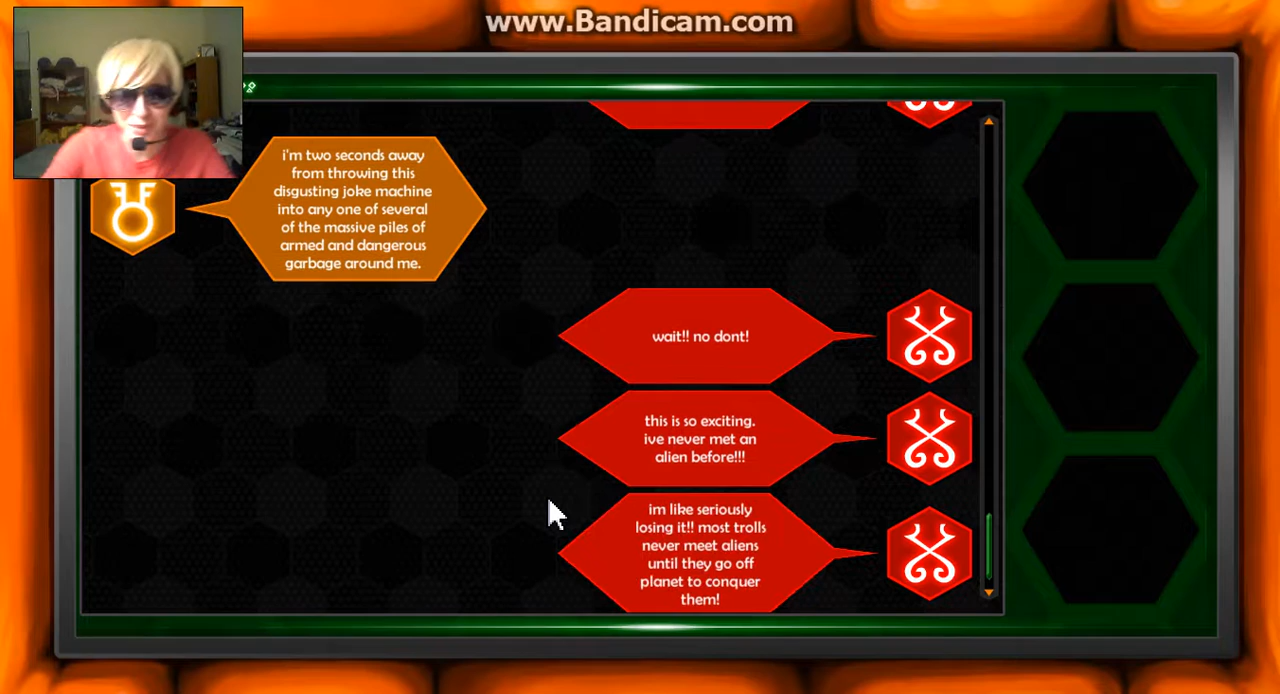 www.Bandicam.com
i'm two seconds away
from throwing this
disgusting joke machine
into any one of several
of the massive piles of
armed and dangerous
garbage around me.
wait!! no dont!
this is so exciting.
ive never met an
alien before!!!
im like seriously
losing it!! most trolls
never meet aliens
until they go off
planet to conquer
them!